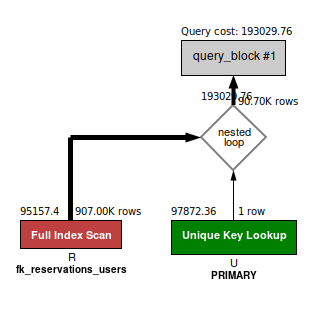 Query cost: 193029.76
query_block #1
193029.76
90.70K rows
nested
loop
95157.4
907.00K rows
97872.36
1 row
Full Index Scan
Unique Key Lookup
R
U
fk_reservations_users
PRIMARY